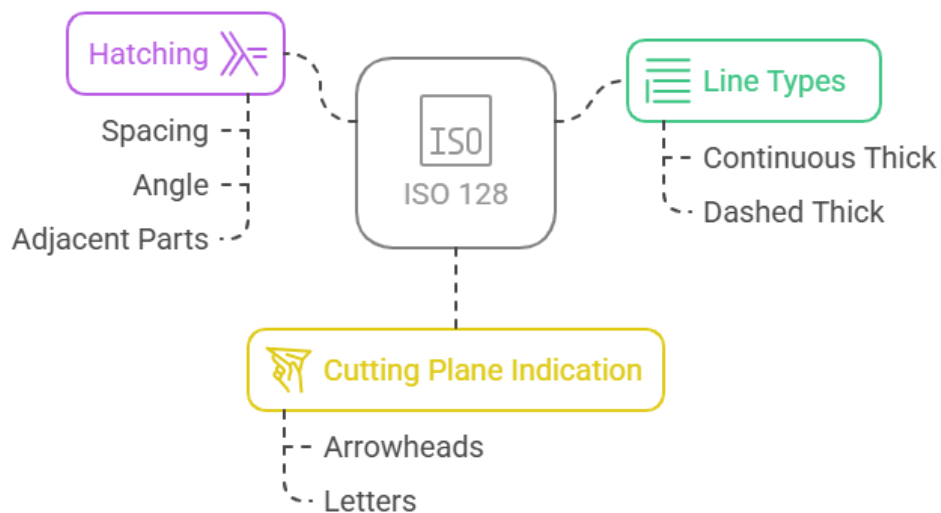 Hatching
Spacing
Angle
Adjacent Parts
ISO
ISO 128
Line Types
Continuous Thick
Dashed Thick
Cutting Plane Indication
Arrowheads
Letters